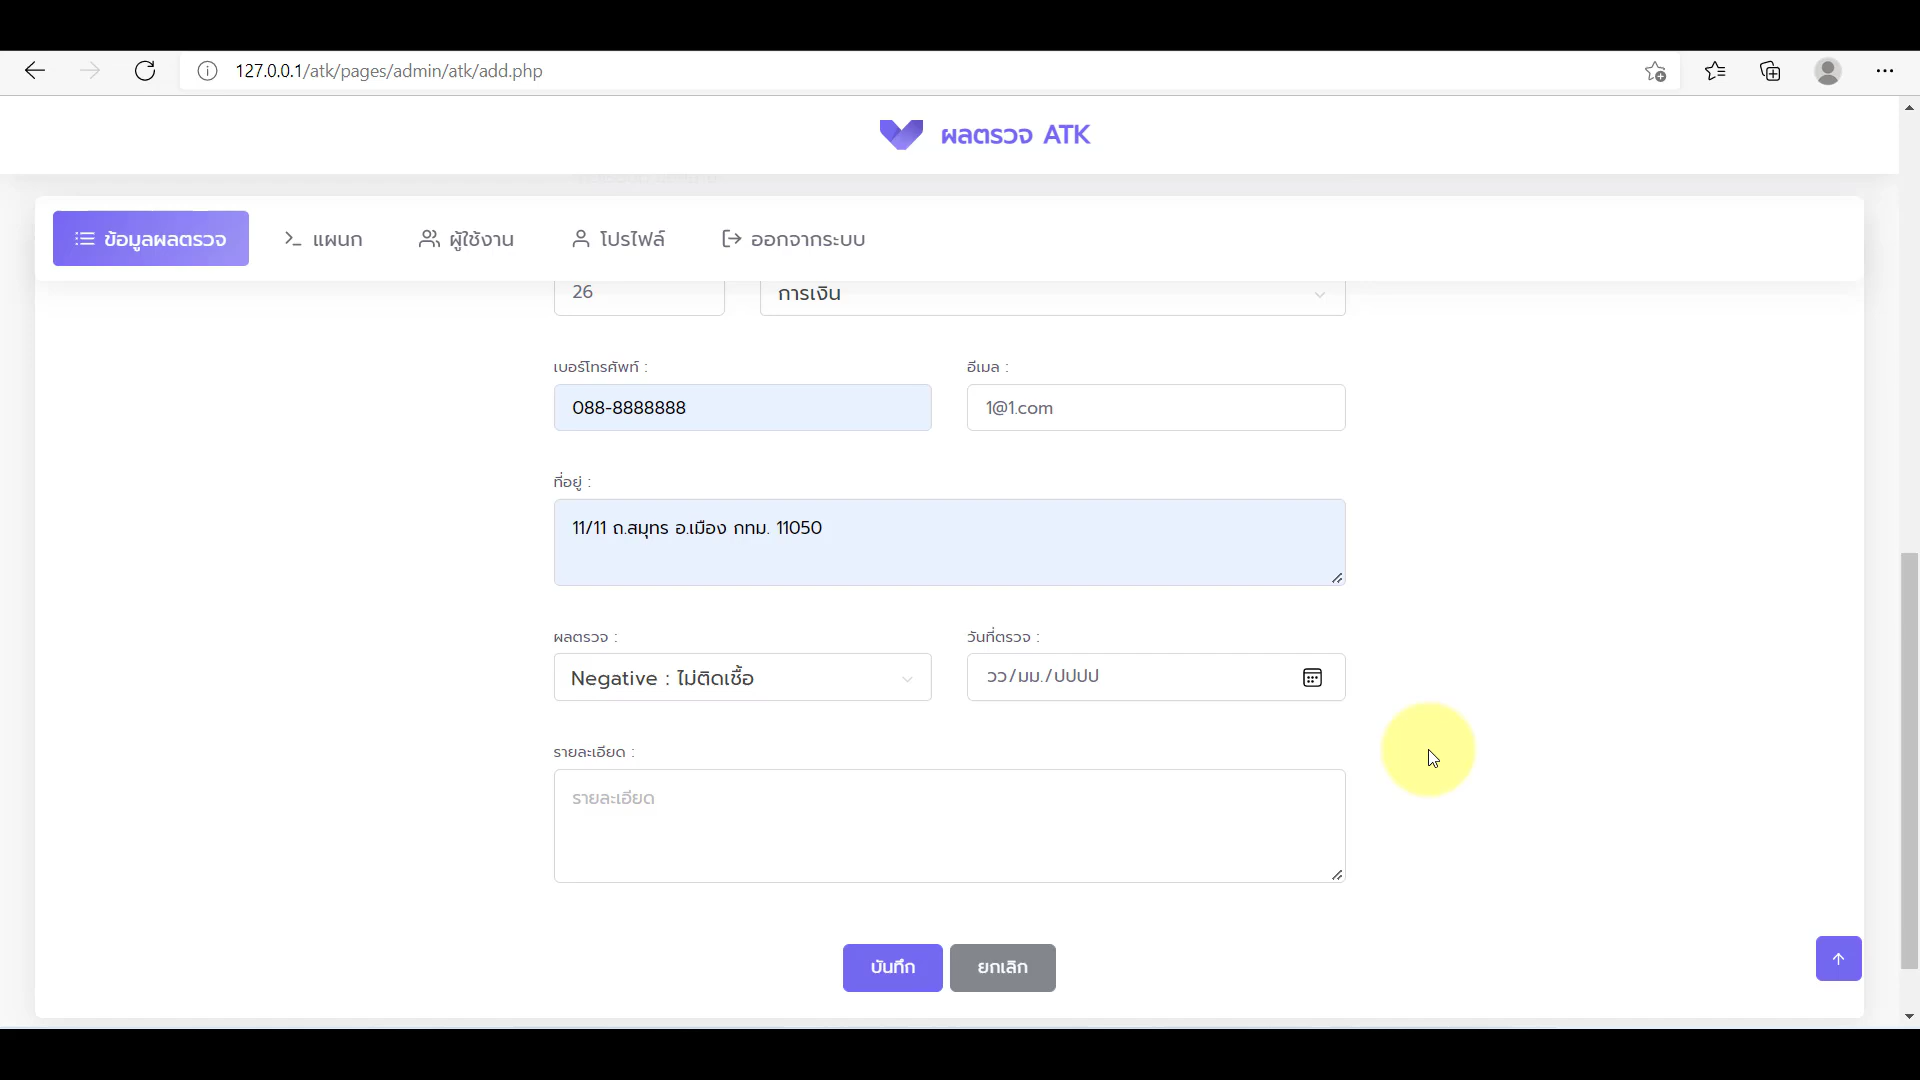 127.0.0.1/atk/pages/admin/atk/add.php
ผลตรวจ ATK
ข้อมูลผลตรวจ
แผนก
ผู้ใช้งาน
โปรไฟล์
ออกจากระบบ
26
การเงิน
เบอร์โทรศัพท์ :
อีเมล :
088-8888888
1@1.com
ที่อยู่ :
11/11 ถ.สมุทร อ.เมือง กทม. 11050
ผลตรวจ :
วันที่ตรวจ :
Negative : ไม่ติดเชื้อ
วว/มม./ปปปป
รายละเอียด :
รายละเอียด
บันทึก
ยกเลิก